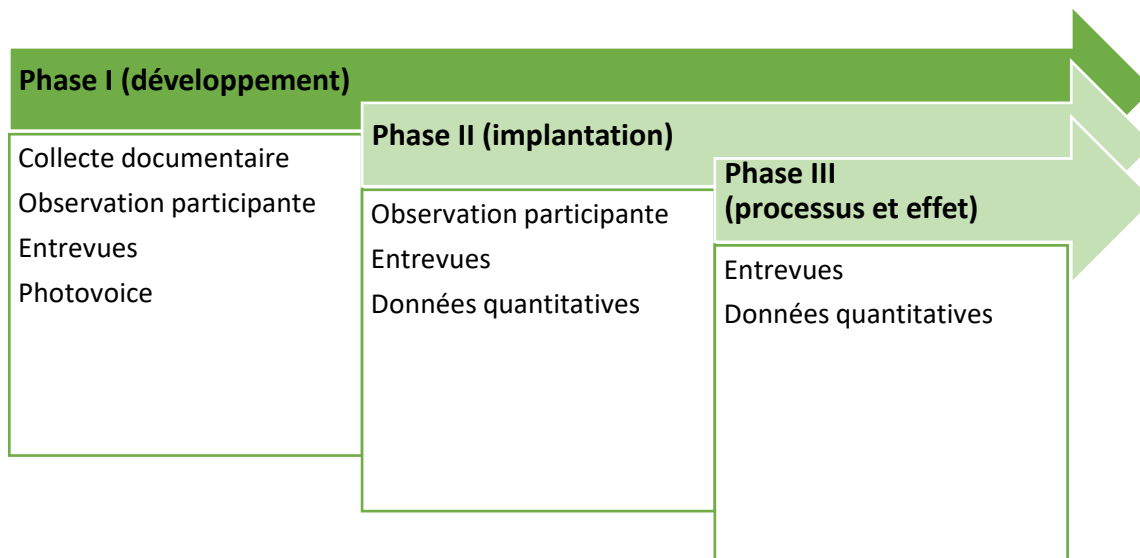 Phase I (développement)
Collecte documentaire
Observation participante
Entrevues
Photovoice
Phase II (implantation)
Observation participante
Entrevues
Données quantitatives
Phase III
(processus et effet)
Entrevues
Données quantitatives